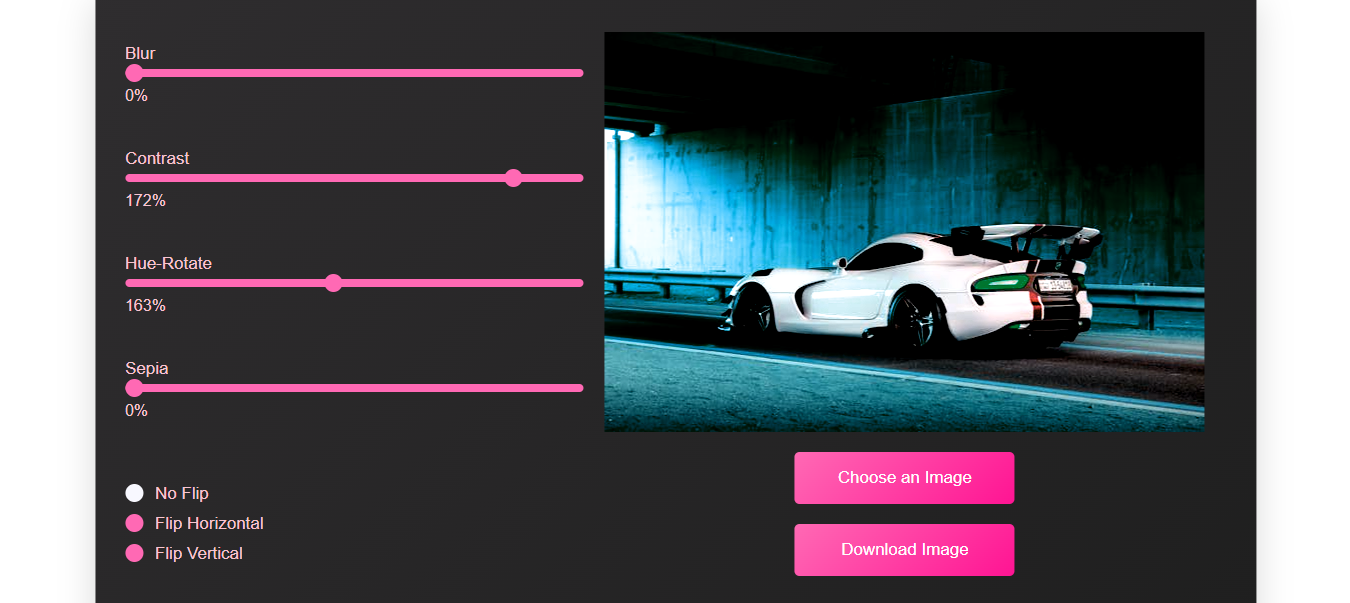 Blur
0%
Contrast
172%
Hue-Rotate
163%
Sepia
0%
No Flip
Flip Horizontal
Flip Vertical
Choose an Image
Download Image